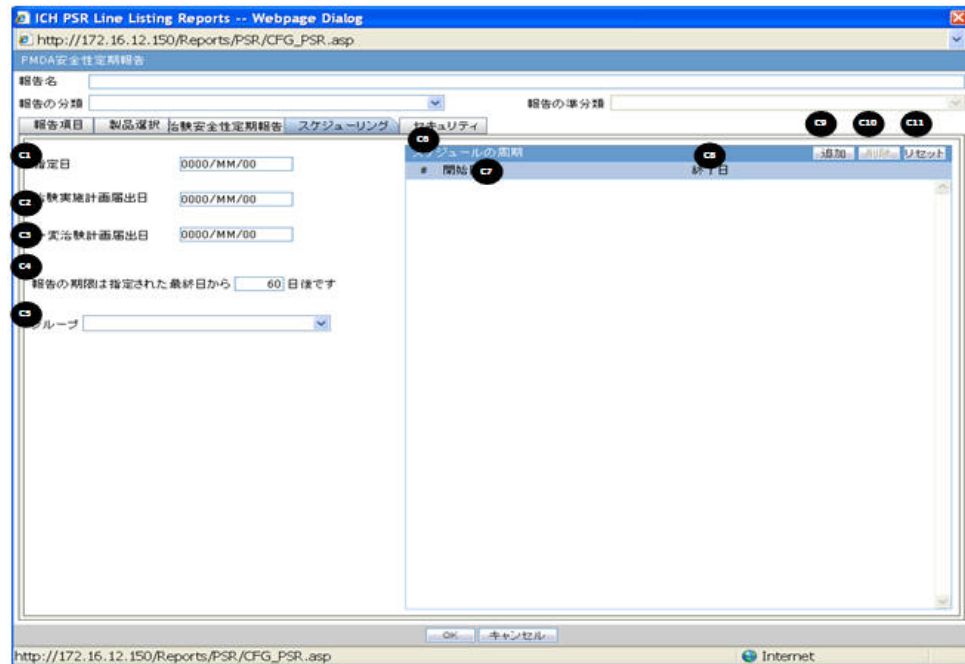 ICH PSR Line Listing Reports -- Webpage Dialog
http://172.16.12.150/Reports/PSR/CFG_PSR.asp
PMDA安全性定期報告
報告名
報告の分類 報告の準分類
報告項目 製品選択 治験安全性定期報告 スケジューリング セキュリティ
C9 C10 C11
C6
スケジュールの周期 C8 追加 削除 リセット
C1
指定日 0000/MM/00
# 開始 C7 終了日
C2 験実施計画届出日 0000/MM/00
C3 変治験計画届出日 0000/MM/00
C4
報告の期限は指定された最終日から 60 日後です
C5
グループ
OK キャンセル
http://172.16.12.150/Reports/PSR/CFG_PSR.asp Internet